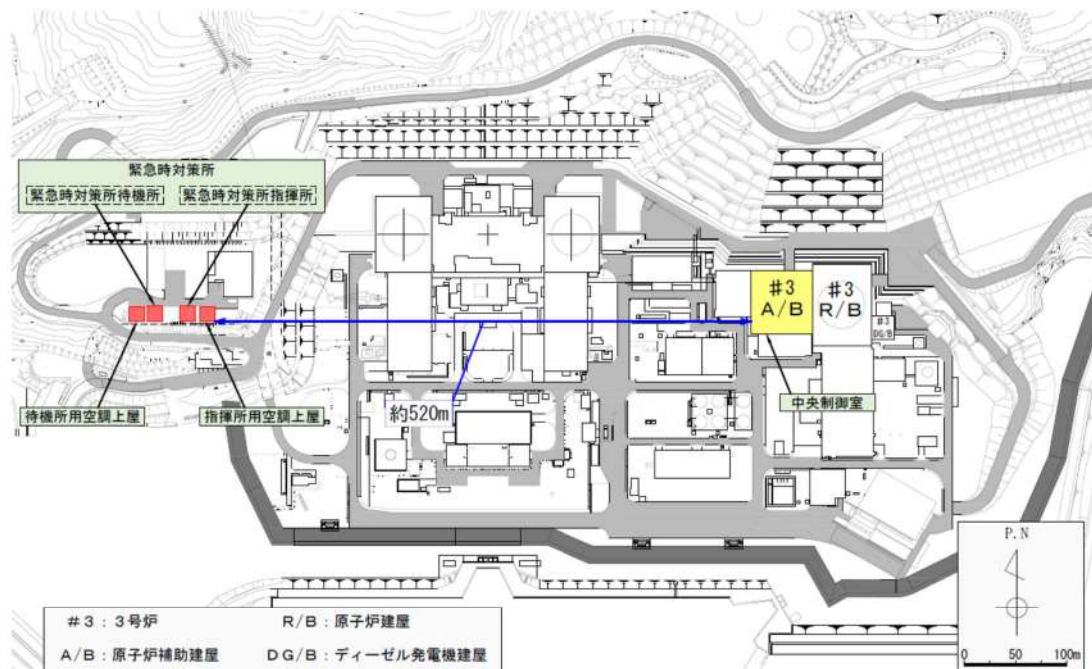 緊急時対策所
緊急時対策所待機所 緊急時対策所指揮所
#3
A/B
#3
R/B
#3
DG/B
待機所用空調上屋
指揮所用空調上屋
約520m
中央制御室
P.N
0 50 100m
#3:3号炉 R/B:原子炉建屋
A/B:原子炉補助建屋 DG/B:ディーゼル発電機建屋